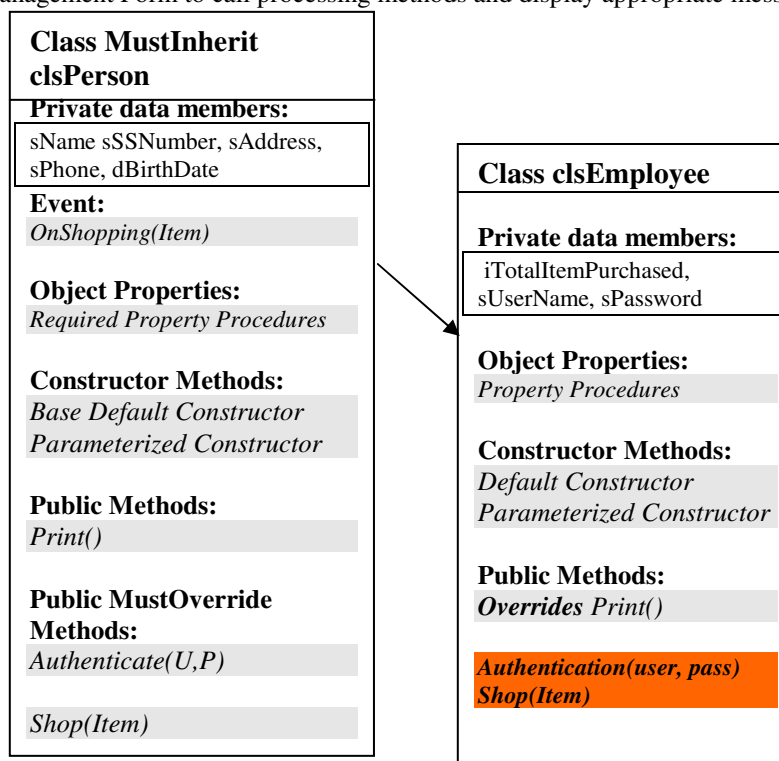 anagement Form to call processing methods and display appropriate mess
Class MustInherit
clsPerson
Private data members:
sName sSSNumber, sAddress,
sPhone, dBirthDate
Event:
OnShopping(Item)
Object Properties:
Required Property Procedures
Constructor Methods:
Base Default Constructor
Parameterized Constructor
Public Methods:
Print()
Public MustOverride
Methods:
Authenticate(U,P)
Shop(Item)
Class clsEmployee
Private data members:
iTotalItemPurchased,
sUserName, sPassword
Object Properties:
Property Procedures
Constructor Methods:
Default Constructor
Parameterized Constructor
Public Methods:
Overrides Print()
Authentication(user, pass)
Shop(Item)